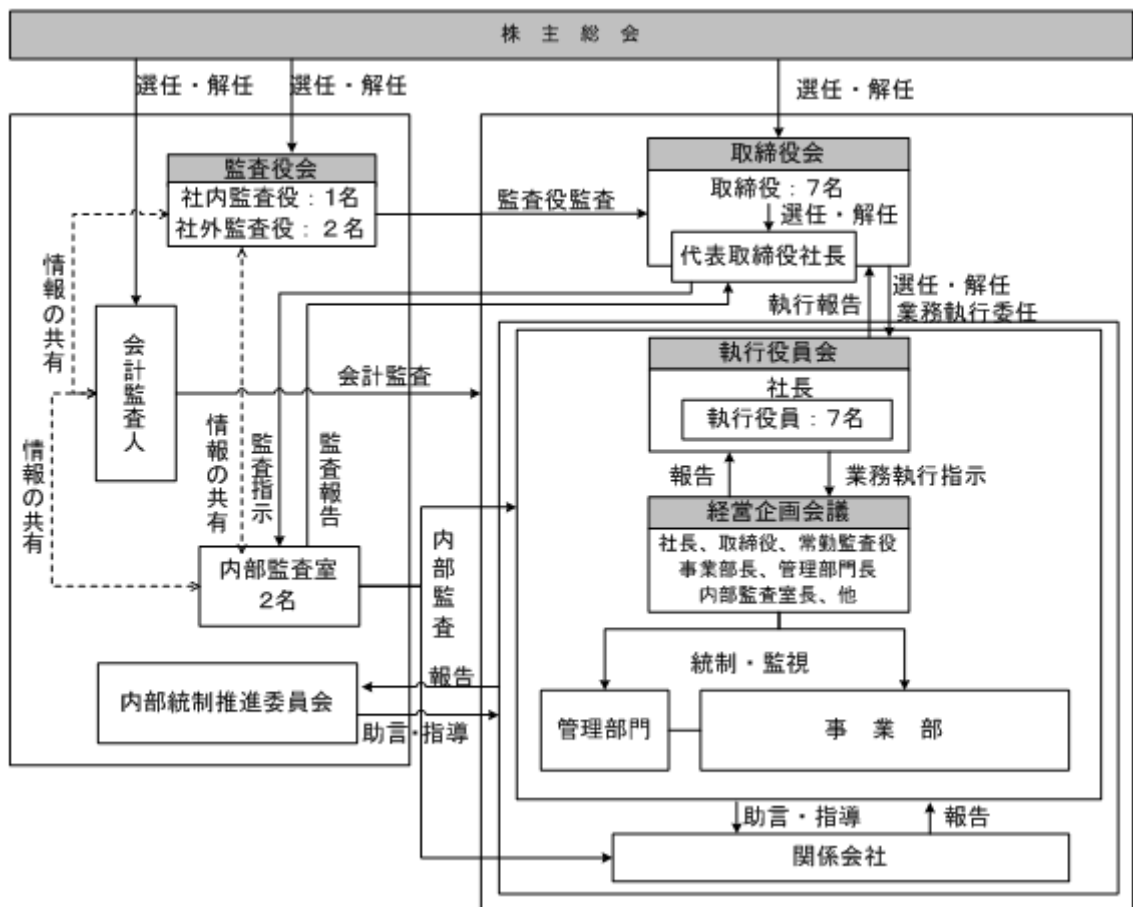 株 主 総 会
選任・解任
選任・解任
選任・解任
監査役会
社内監査役：1名
社外監査役：２名
監査役監査
取締役会
取締役：7名
選任・解任
代表取締役社長
情報の共有
執行報告
選任・解任
業務執行委任
会計監査人
会計監査
執行役員会
社長
執行役員：7名
情報の共有
情報の共有
監査指示
監査報告
報告
業務執行指示
経営企画会議
社長、取締役、常勤監査役
事業部長、管理部門長
内部監査室長、他
内部監査室
2名
内部監査
統制・監視
報告
内部統制推進委員会
助言・指導
管理部門
事 業 部
助言・指導
報告
関係会社